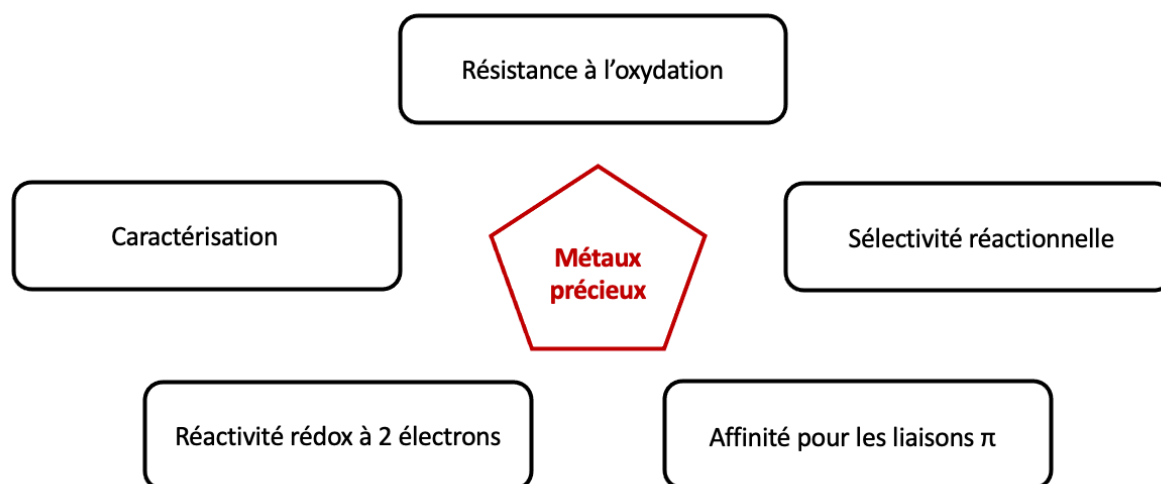 Résistance à l’oxydation
Caractérisation
Sélectivité réactionnelle
Métaux
précieux
Réactivité rédox à 2 électrons
Affinité pour les liaisons π